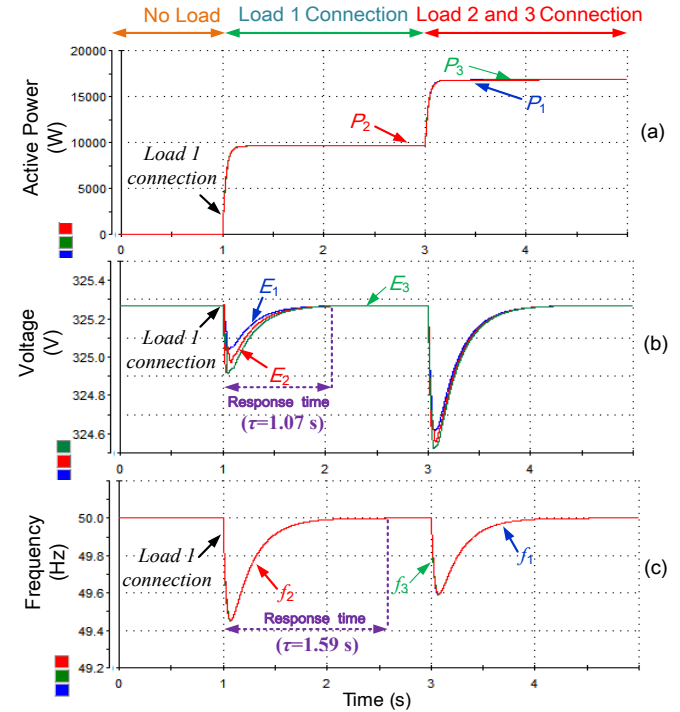 No Load
Load 1 Connection
Load 2 and 3 Connection
Active Power
(W)
20000
15000
10000
5000
0
P3
P1
P2
Load 1
connection
(a)
0
1
2
3
4
Voltage
(V)
325.4
325.2
325.0
324.8
324.6
E1
E3
E2
Load 1
connection
Response time
(τ=1.07 s)
(b)
0
1
2
3
4
Frequency
(Hz)
50.0
49.8
49.6
49.4
49.2
Load 1
connection
f2
f3
f1
Response time
(τ=1.59 s)
(c)
0
1
2
3
4
Time (s)